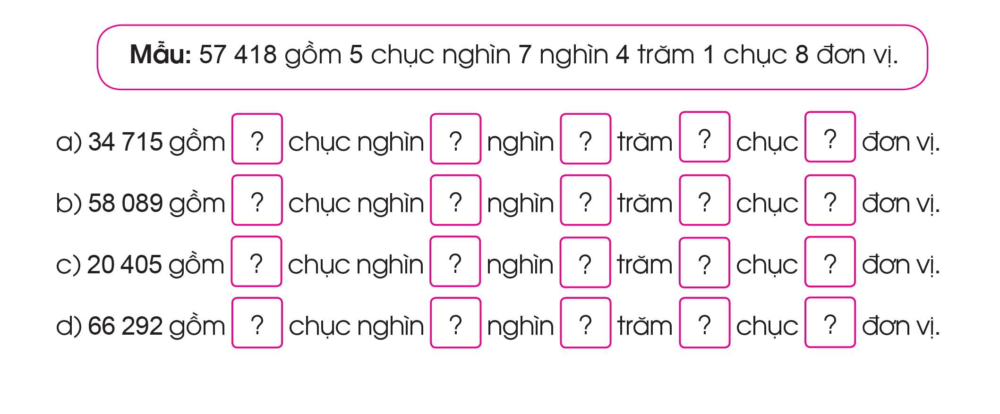 Mẫu: 57 418 gồm 5 chục nghìn 7 nghìn 4 trăm 1 chục 8 đơn vị.
a) 34 715 gồm ? chục nghìn ? nghìn ? trăm ? chục ? đơn vị.
b) 58 089 gồm ? chục nghìn ? nghìn ? trăm ? chục ? đơn vị.
c) 20 405 gồm ? chục nghìn ? nghìn ? trăm ? chục ? đơn vị.
d) 66 292 gồm ? chục nghìn ? nghìn ? trăm ? chục ? đơn vị.